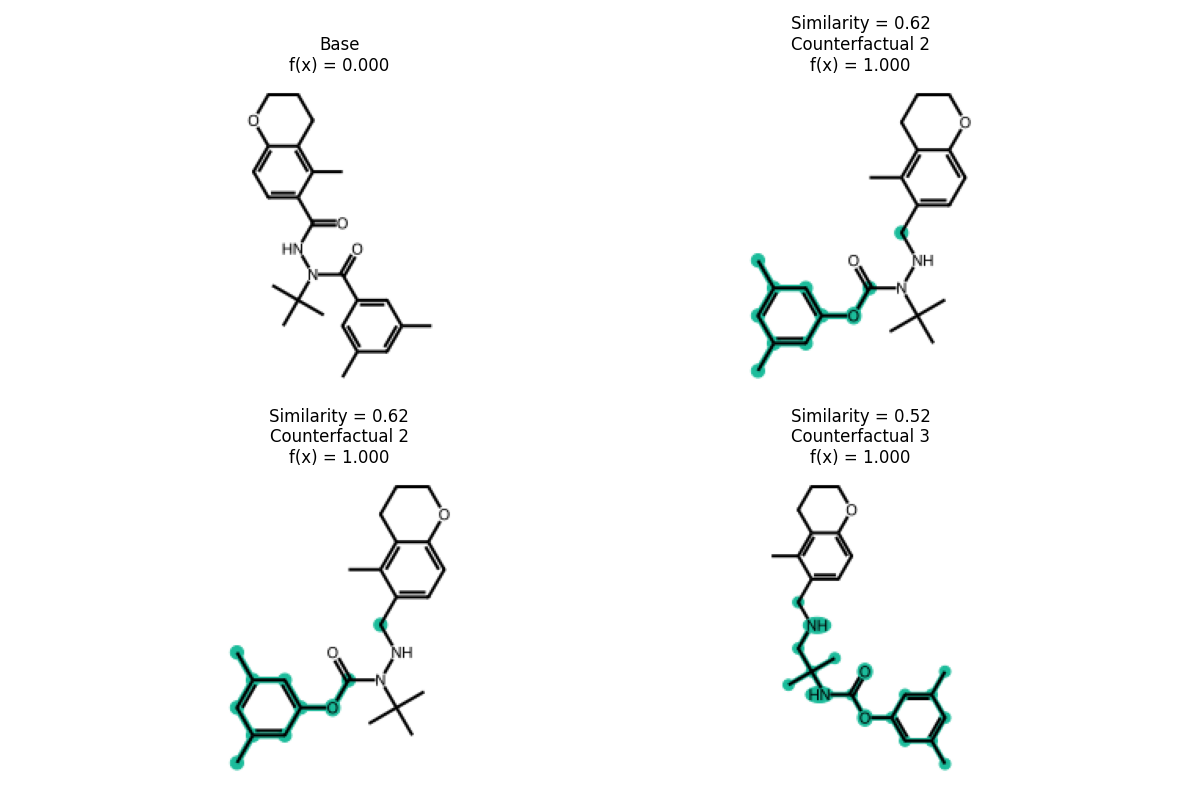 Base
f(x) = 0.000
O
O
HN
O
N
Similarity = 0.62
Counterfactual 2
f(x) = 1.000
O
O
NH
N
O
Similarity = 0.62
Counterfactual 2
f(x) = 1.000
O
O
NH
N
O
Similarity = 0.52
Counterfactual 3
f(x) = 1.000
O
NH
O
HN
O